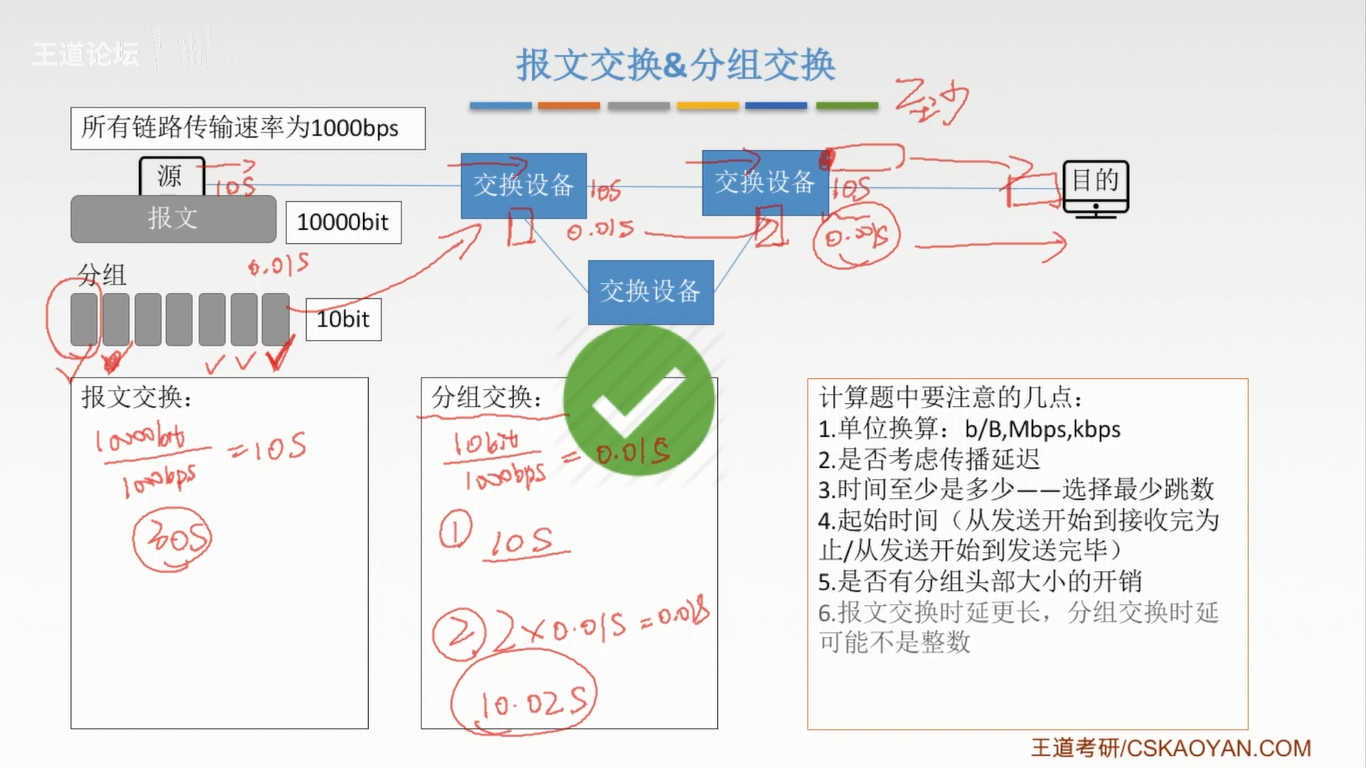 王道论坛
报文交换&分组交换
至少
所有链路传输速率为1000bps
源
10S
交换设备
10S
交换设备
10S
目的
报文
10000bit
0.01S
0.01S
分组
0.01S
10bit
交换设备
报文交换：
10000bit
1000bps
=10S
30S
分组交换：
10bit
1000bps
=0.01S
① 10S
② 2×0.01S=0.02S
10.02S
计算题中要注意的几点：
1.单位换算：b/B,Mbps,kbps
2.是否考虑传播延迟
3.时间至少是多少——选择最少跳数
4.起始时间（从发送开始到接收完为
止/从发送开始到发送完毕）
5.是否有分组头部大小的开销
6.报文交换时延更长，分组交换时延
可能不是整数
王道考研/CSKAOYAN.COM